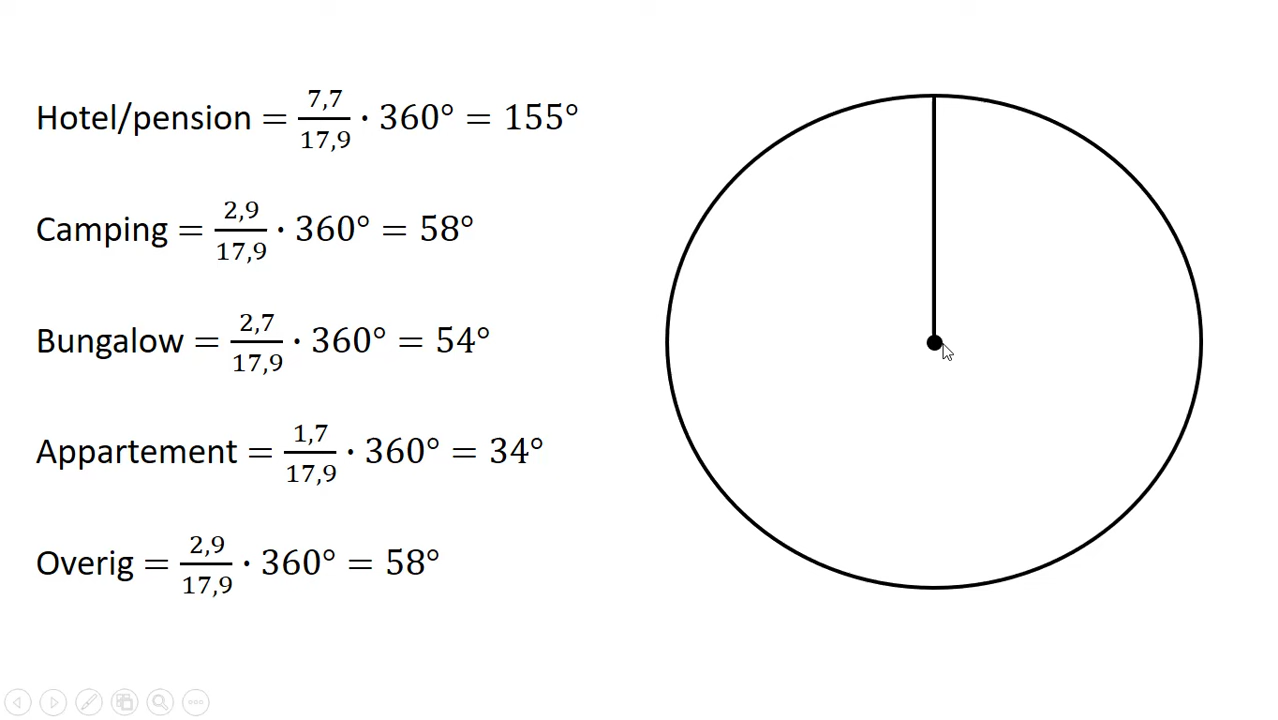 Hotel/pension = 7,7/17,9 · 360° = 155°
Camping = 2,9/17,9 · 360° = 58°
Bungalow = 2,7/17,9 · 360° = 54°
Appartement = 1,7/17,9 · 360° = 34°
Overig = 2,9/17,9 · 360° = 58°